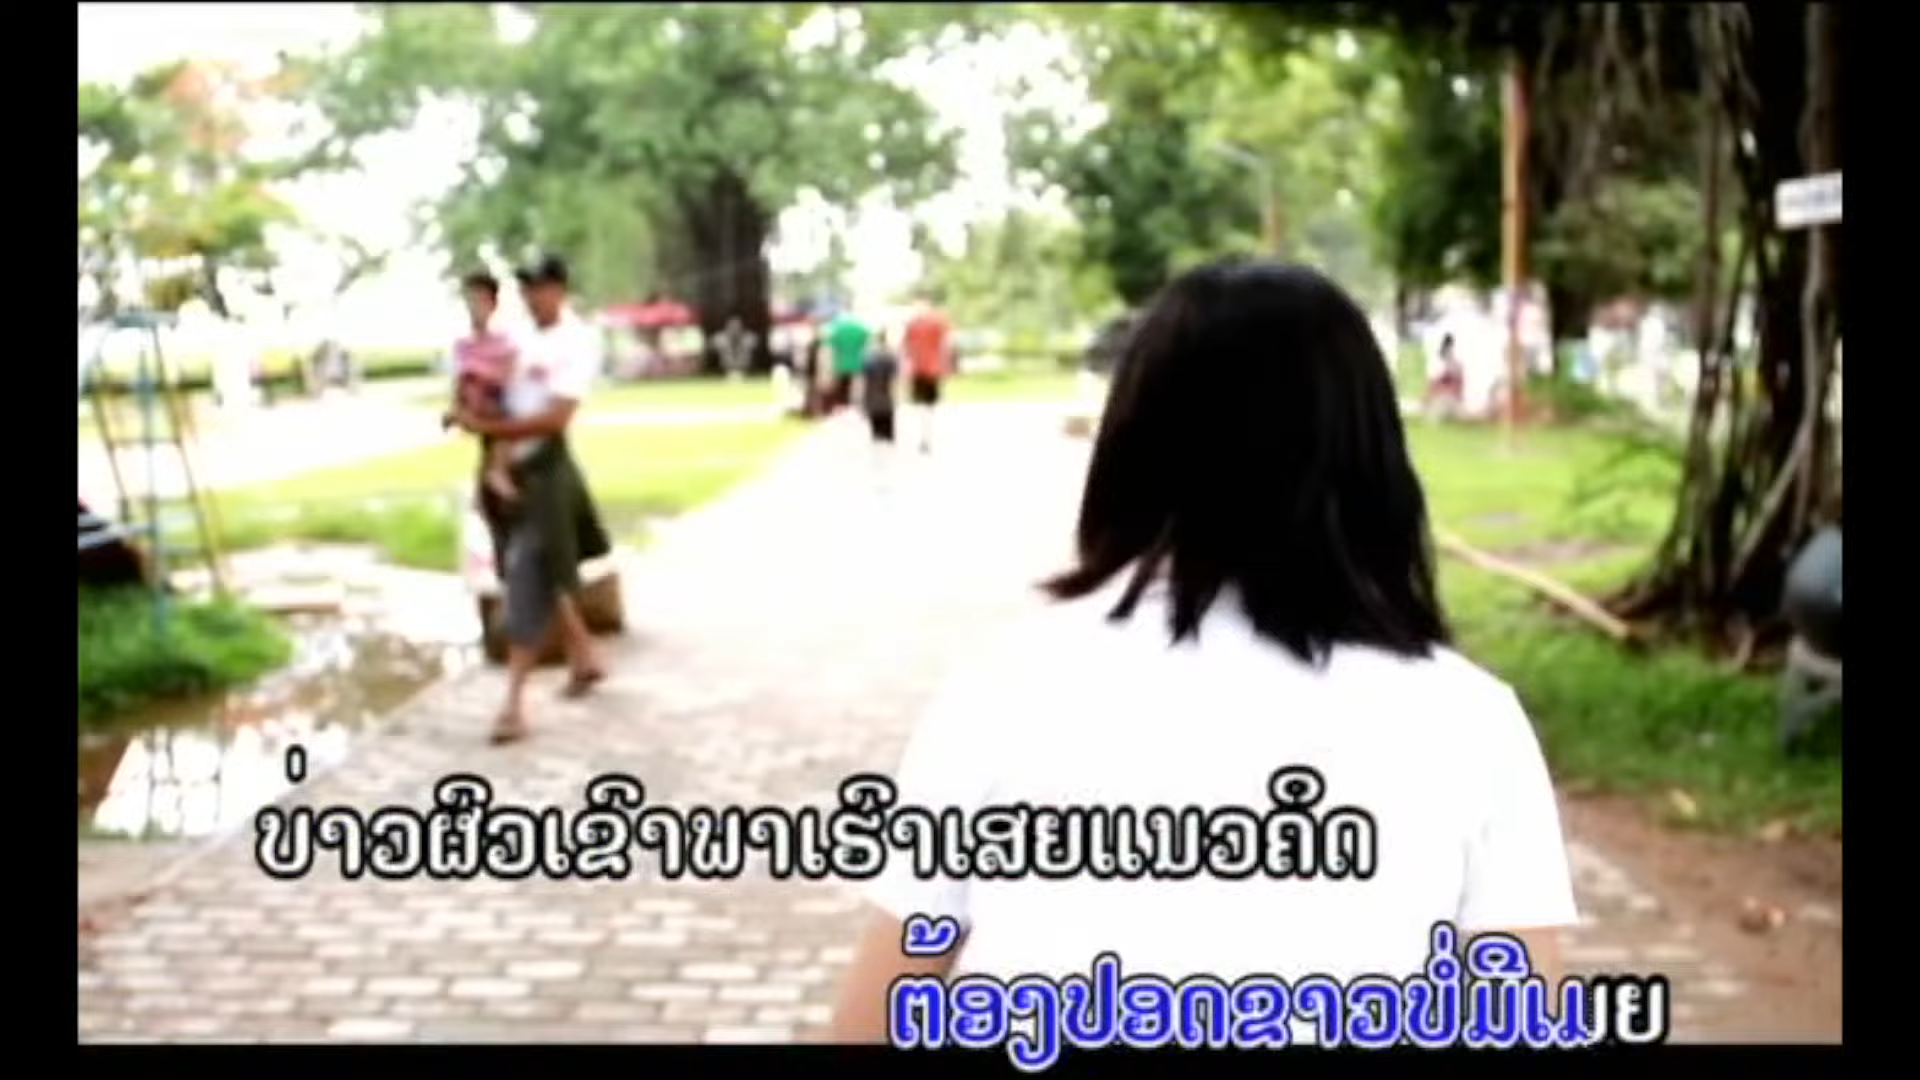 ບ່າວຜິວເຂົາພາເຮົາເສຍແນວຄິດ
ຕ້ອງປອດຂາວບໍ່ມີເມຍ